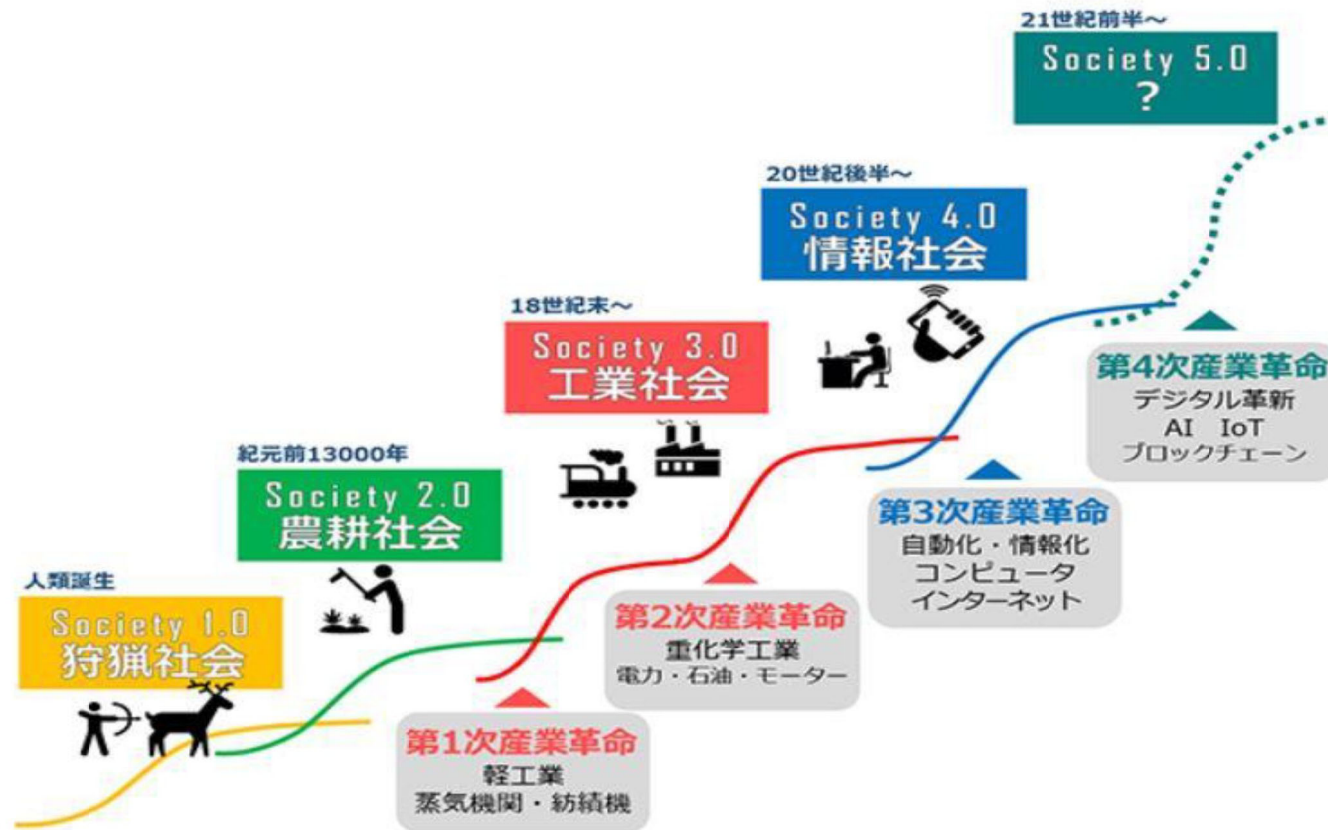 21世紀前半～
Society 5.0
?
20世紀後半～
Society 4.0
情報社会
18世紀末～
Society 3.0
工業社会
紀元前13000年
Society 2.0
農耕社会
人類誕生
Society 1.0
狩猟社会
第1次産業革命
軽工業
蒸気機関・紡績機
第2次産業革命
重化学工業
電力・石油・モーター
第3次産業革命
自動化・情報化
コンピュータ
インターネット
第4次産業革命
デジタル革新
AI IoT
ブロックチェーン